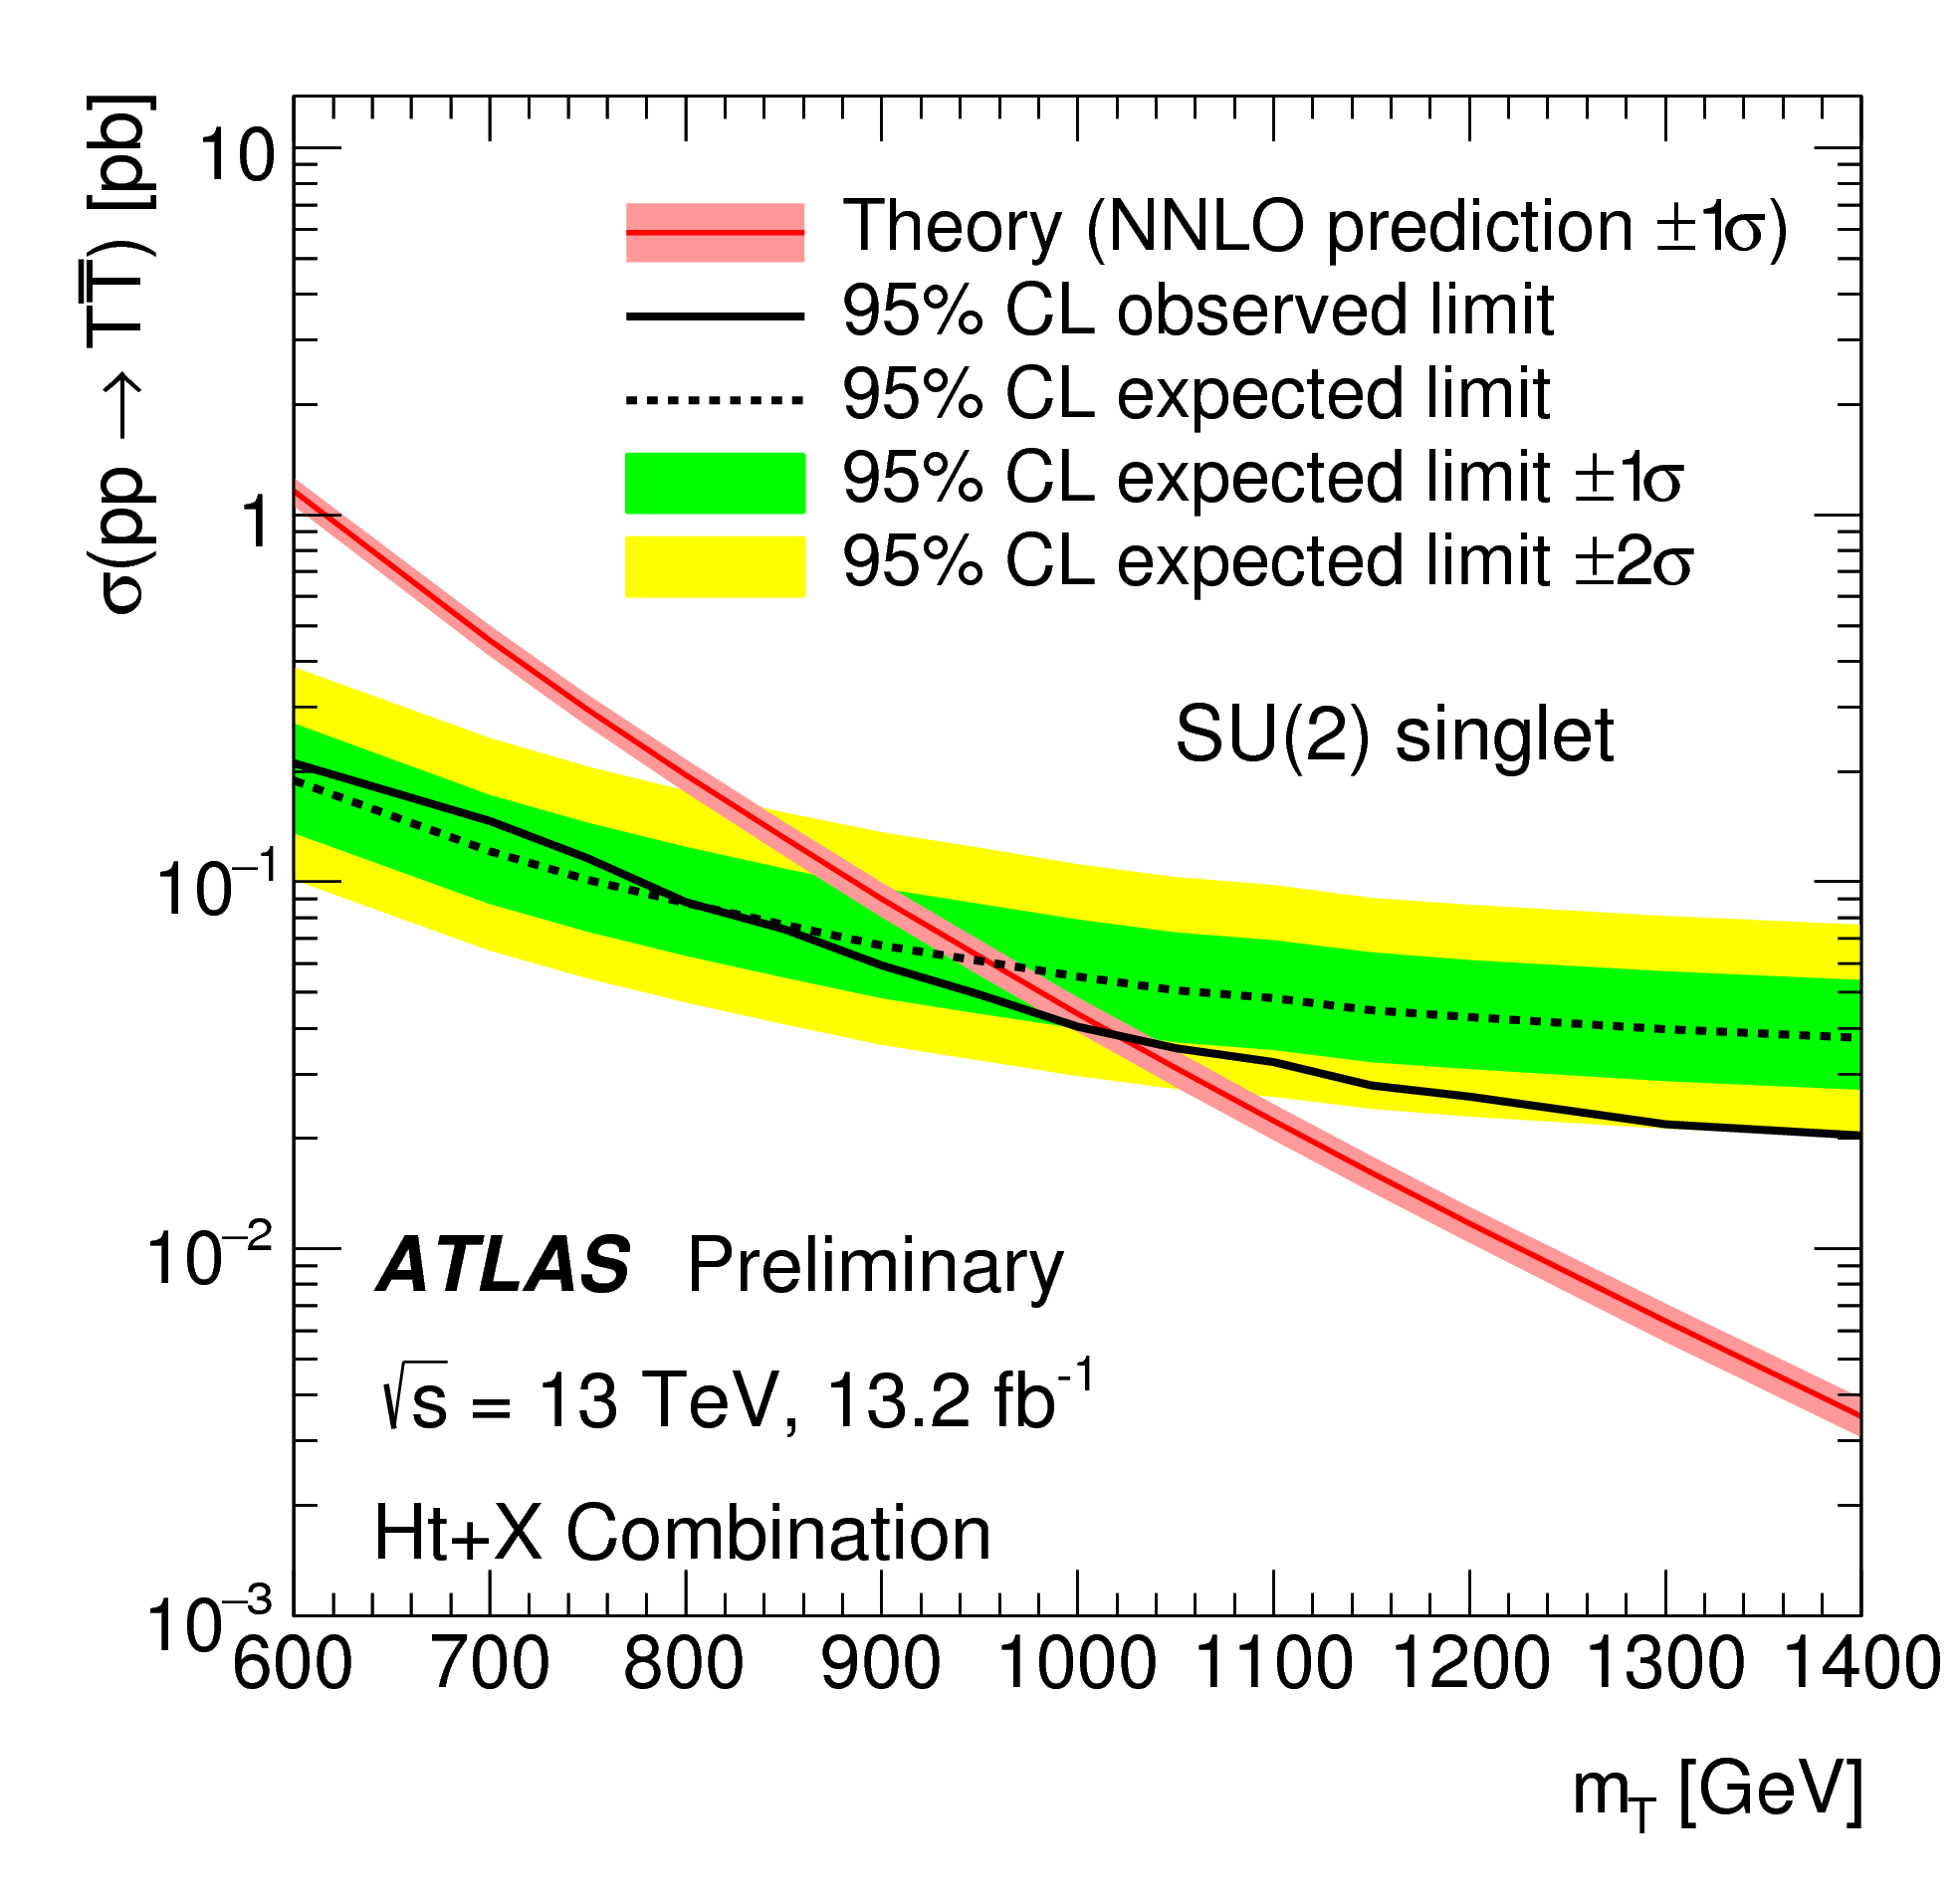 σ(pp → TT̅) [pb]
10
1
10⁻¹
10⁻²
10⁻³
Theory (NNLO prediction ±1σ)
95% CL observed limit
95% CL expected limit
95% CL expected limit ±1σ
95% CL expected limit ±2σ
SU(2) singlet
ATLAS Preliminary
√s = 13 TeV, 13.2 fb⁻¹
Ht+X Combination
600 700 800 900 1000 1100 1200 1300 1400
m_T [GeV]